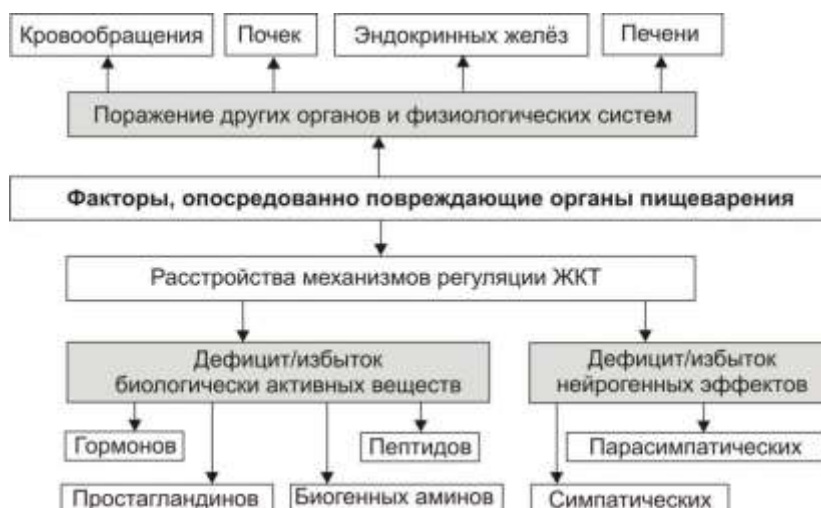 Кровообращения
Почек
Эндокринных желёз
Печени
Поражение других органов и физиологических систем
Факторы, опосредованно повреждающие органы пищеварения
Расстройства механизмов регуляции ЖКТ
Дефицит/избыток
биологически активных веществ
Дефицит/избыток
нейрогенных эффектов
Гормонов
Пептидов
Парасимпатических
Простагландинов
Биогенных аминов
Симпатических